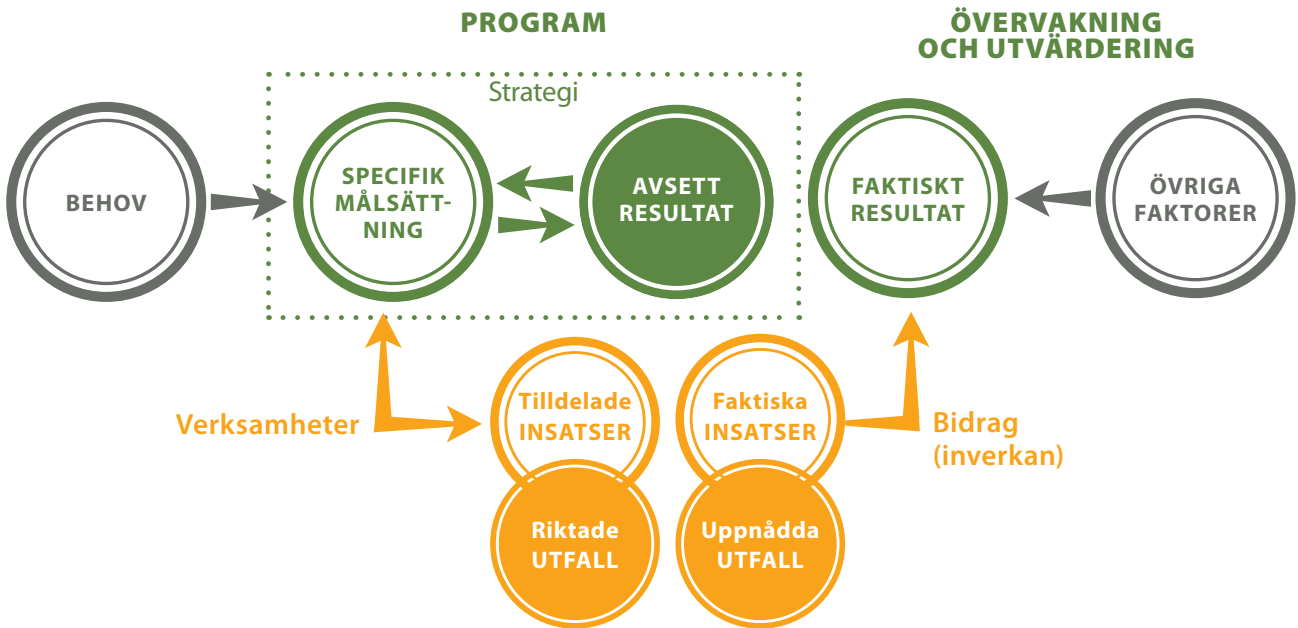 PROGRAM
ÖVERVAKNING
OCH UTVÄRDERING
Strategi
BEHOV
SPECIFIK
MÅLSÄTT-
NING
AVSETT
RESULTAT
FAKTISKT
RESULTAT
ÖVRIGA
FAKTORER
Verksamheter
Tilldelade
INSATSER
Faktiska
INSATSER
Bidrag
(inverkan)
Riktade
UTFALL
Uppnådda
UTFALL